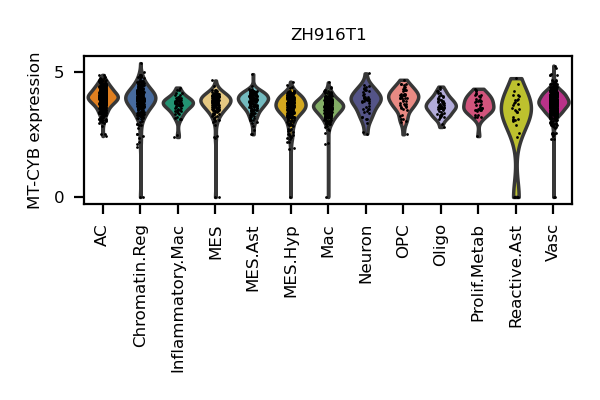 ZH916T1
MT-CYB expression
5
0
AC
Chromatin.Reg
Inflammatory.Mac
MES
MES.Ast
MES.Hyp
Mac
Neuron
OPC
Oligo
Prolif.Metab
Reactive.Ast
Vasc